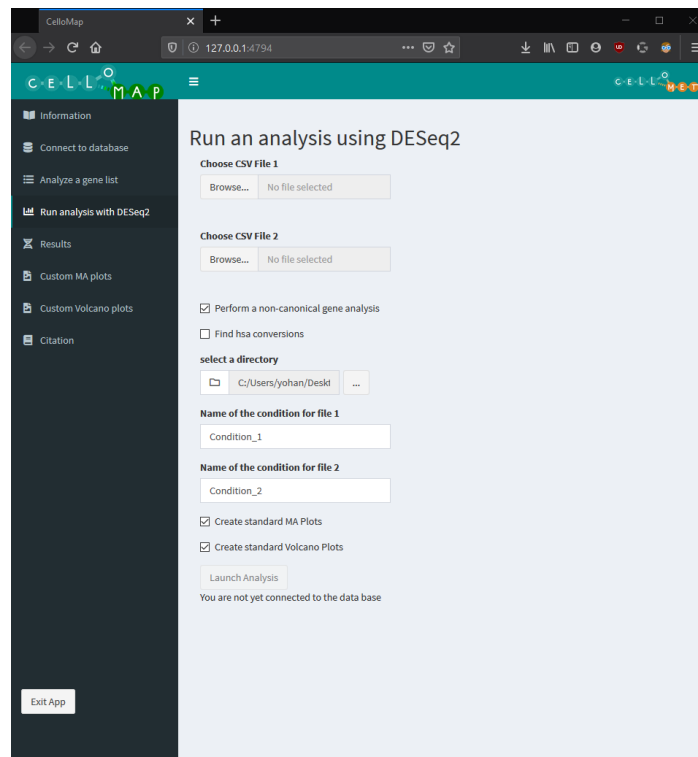 CelloMap
127.0.0.1:4794
C-E-L-L-O
M A P
C-E-L-L-O
M-E-T
Information
Connect to database
Analyze a gene list
Run analysis with DESeq2
Results
Custom MA plots
Custom Volcano plots
Citation
Exit App
Run an analysis using DESeq2
Choose CSV File 1
Browse... No file selected
Choose CSV File 2
Browse... No file selected
Perform a non-canonical gene analysis
Find hsa conversions
select a directory
C:/Users/yohan/Deskt ...
Name of the condition for file 1
Condition_1
Name of the condition for file 2
Condition_2
Create standard MA Plots
Create standard Volcano Plots
Launch Analysis
You are not yet connected to the data base